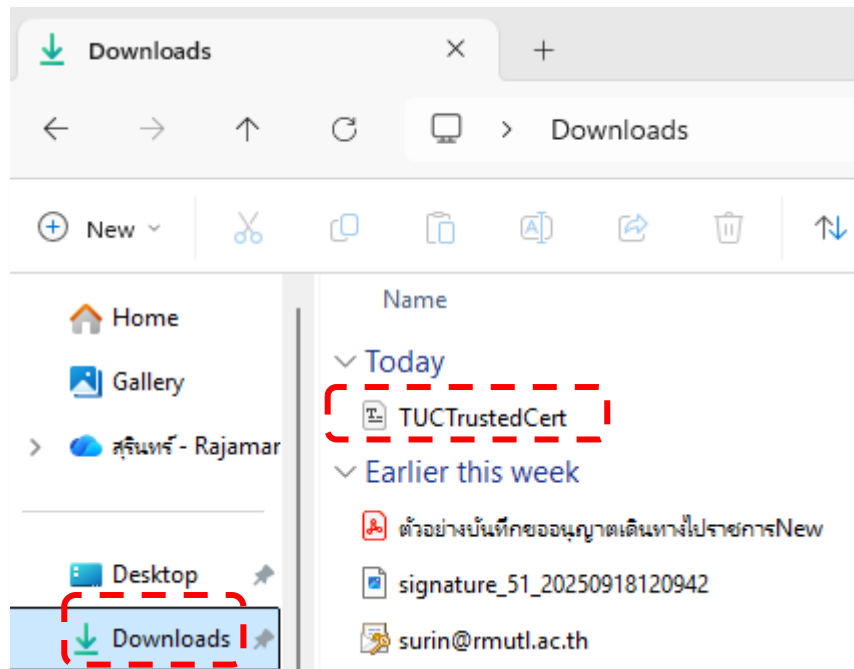 Downloads
Downloads
New
Name
Home
Today
Gallery
TUCTrustedCert
สุรินทร์ - Rajamar
Earlier this week
ตัวอย่างบันทึกขออนุญาตเดินทางไปราชการNew
Desktop
signature_51_20250918120942
Downloads
surin@rmutl.ac.th